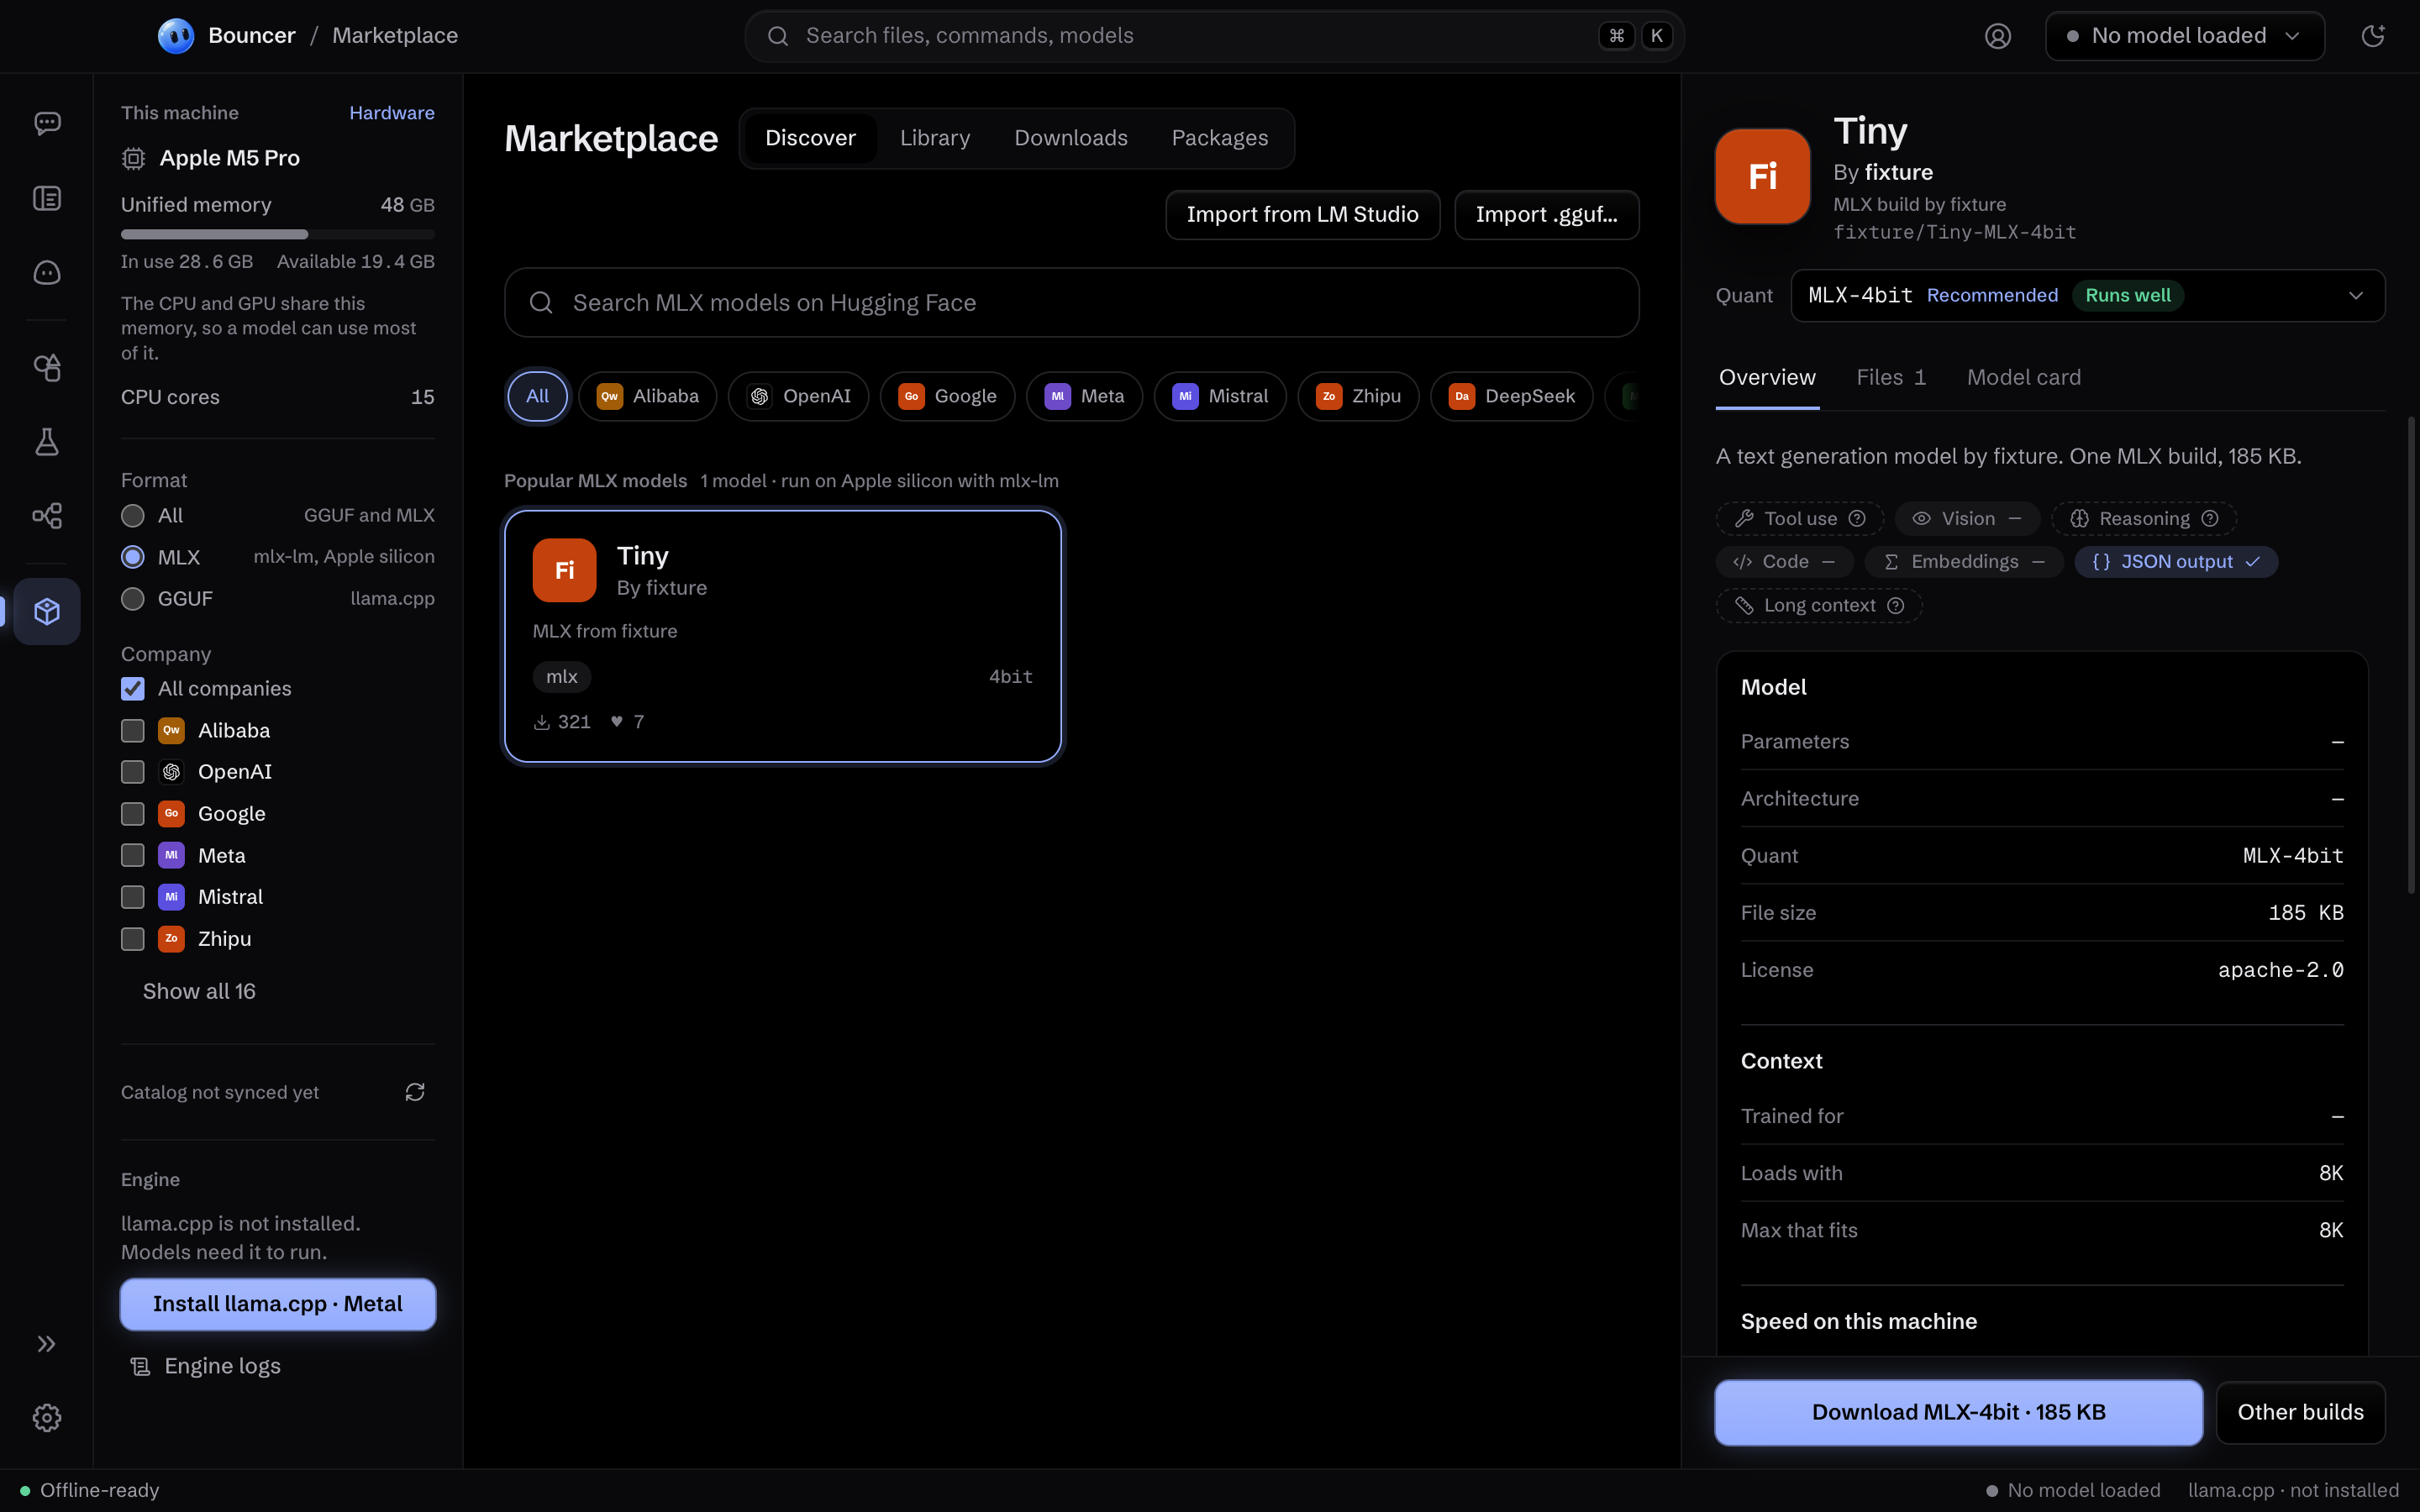 Bouncer / Marketplace
Search files, commands, models
⌘ K
No model loaded
This machine
Hardware
Apple M5 Pro
Unified memory 48 GB
In use 28.6 GB Available 19.4 GB
The CPU and GPU share this
memory, so a model can use most
of it.
CPU cores 15
Format
All GGUF and MLX
MLX mlx-lm, Apple silicon
GGUF llama.cpp
Company
All companies
Qw Alibaba
OpenAI
Go Google
Ml Meta
Mi Mistral
Zo Zhipu
Show all 16
Catalog not synced yet
Engine
llama.cpp is not installed.
Models need it to run.
Install llama.cpp · Metal
Engine logs
Marketplace
Discover Library Downloads Packages
Import from LM Studio Import .gguf...
Search MLX models on Hugging Face
All Qw Alibaba OpenAI Go Google Ml Meta Mi Mistral Zo Zhipu Da DeepSeek
Popular MLX models 1 model · run on Apple silicon with mlx-lm
Fi
Tiny
By fixture
MLX from fixture
mlx 4bit
321 ♥ 7
Fi
Tiny
By fixture
MLX build by fixture
fixture/Tiny-MLX-4bit
Quant MLX-4bit Recommended Runs well
Overview Files 1 Model card
A text generation model by fixture. One MLX build, 185 KB.
Tool use Vision – Reasoning
Code – Embeddings – {} JSON output ✓
Long context
Model
Parameters –
Architecture –
Quant MLX-4bit
File size 185 KB
License apache-2.0
Context
Trained for –
Loads with 8K
Max that fits 8K
Speed on this machine
Download MLX-4bit · 185 KB Other builds
Offline-ready
No model loaded llama.cpp · not installed